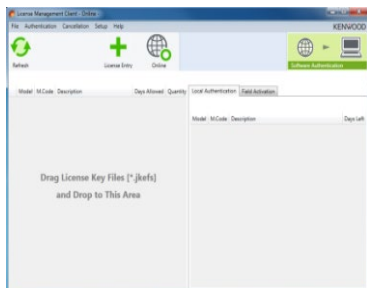 License Management Client - Online
File Authentication Cancellation Setup Help
KENWOOD
Refresh License Entry Online
Software Authentication
Model M.Code Description Days Allowed Quantity
Local Authentication Field Activation
Model M.Code Description Days Left
Drag License Key Files [*.jkefs]
and Drop to This Area